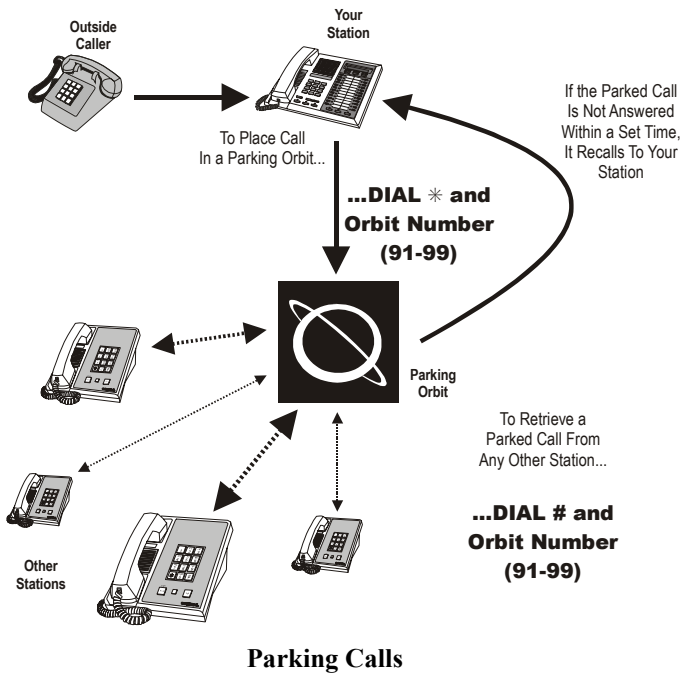 Outside
Caller
Your
Station
To Place Call
In a Parking Orbit...
If the Parked Call
Is Not Answered
Within a Set Time,
It Recalls To Your
Station
...DIAL ✳ and
Orbit Number
(91-99)
Parking
Orbit
To Retrieve a
Parked Call From
Any Other Station...
...DIAL # and
Orbit Number
(91-99)
Other
Stations
Parking Calls